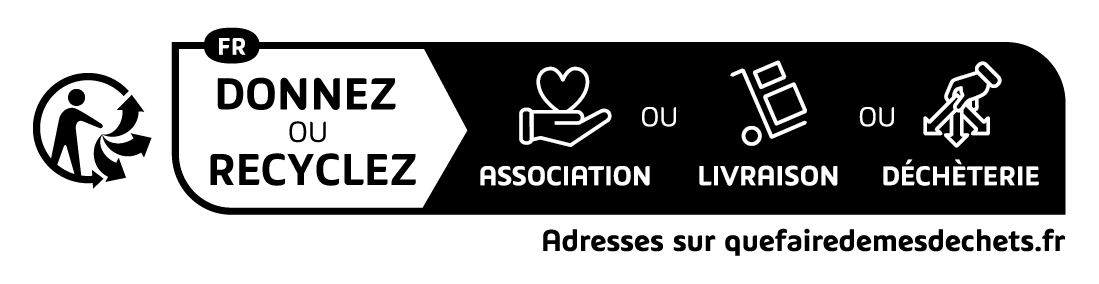 FR
DONNEZ
OU
RECYCLEZ
OU
OU
ASSOCIATION
LIVRAISON
DÉCHÈTERIE
Adresses sur quefairedemesdechets.fr